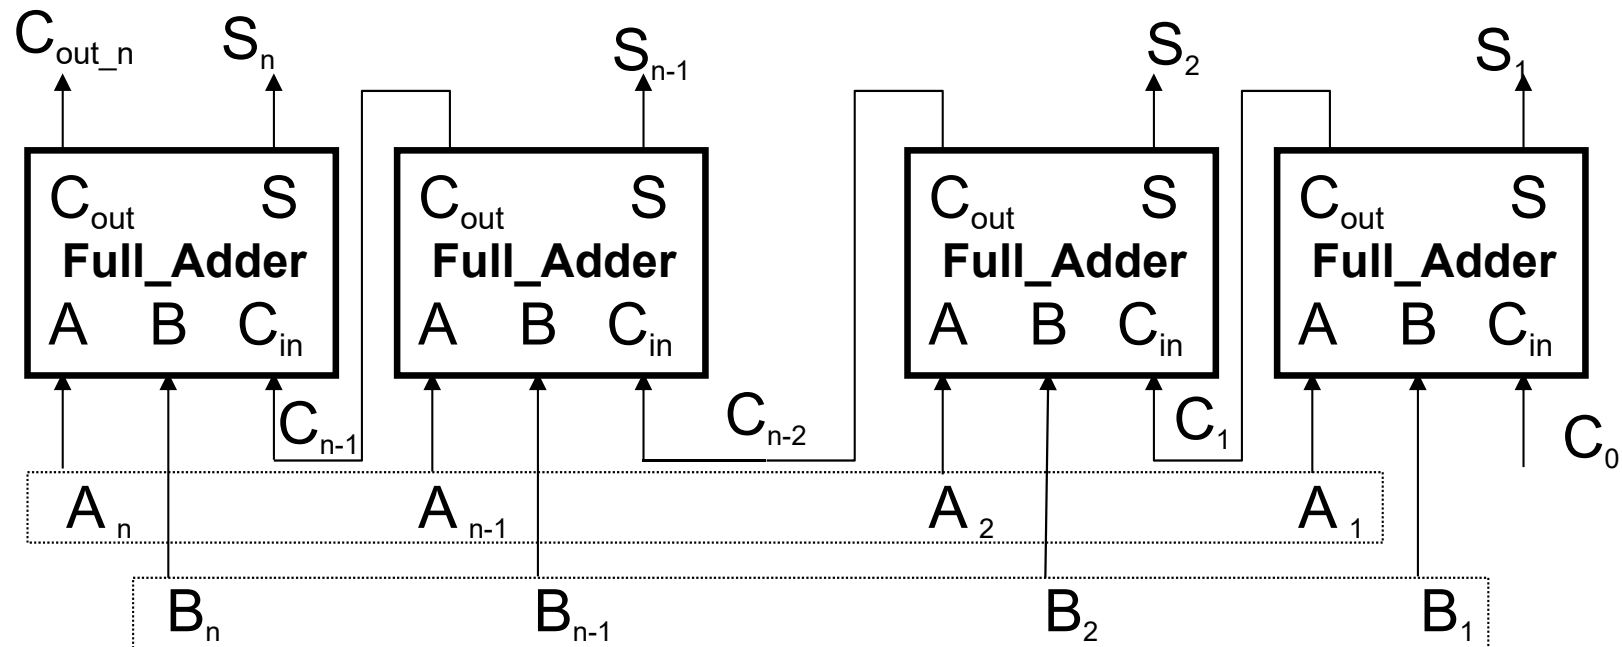 C_out_n S_n S_n-1 S_2 S_1
C_out S C_out S C_out S C_out S
Full_Adder Full_Adder Full_Adder Full_Adder
A B C_in A B C_in A B C_in A B C_in
C_n-1 C_n-2 C_1 C_0
A_n A_n-1 A_2 A_1
B_n B_n-1 B_2 B_1